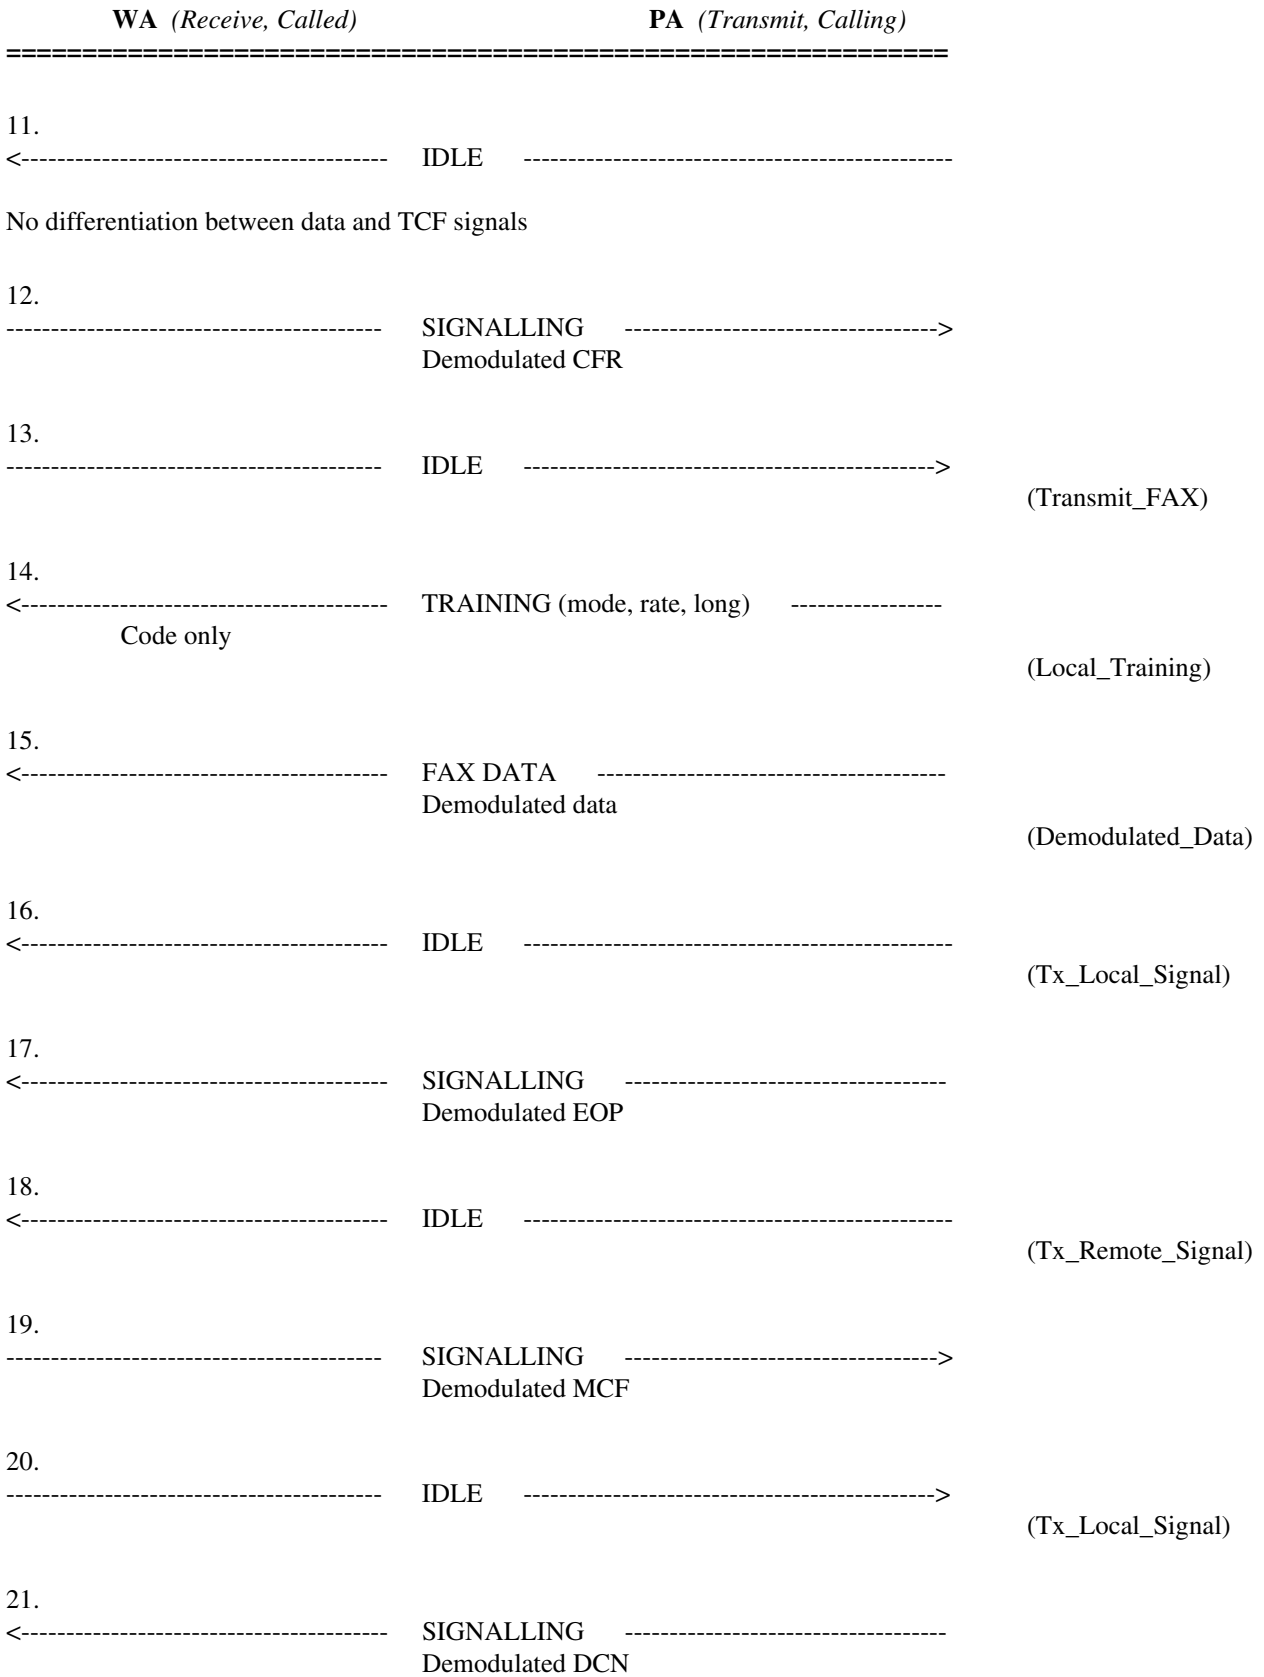 WA (Receive, Called) PA (Transmit, Calling)
===============================================================
11.
<----------------------------------------- IDLE ------------------------------------------------
No differentiation between data and TCF signals
12.
------------------------------------------ SIGNALLING ----------------------------------->
Demodulated CFR
13.
------------------------------------------ IDLE ---------------------------------------------->
(Transmit_FAX)
14.
<----------------------------------------- TRAINING (mode, rate, long) -----------------
Code only
(Local_Training)
15.
<----------------------------------------- FAX DATA ---------------------------------------
Demodulated data
(Demodulated_Data)
16.
<----------------------------------------- IDLE ------------------------------------------------
(Tx_Local_Signal)
17.
<----------------------------------------- SIGNALLING ------------------------------------
Demodulated EOP
18.
<----------------------------------------- IDLE ------------------------------------------------
(Tx_Remote_Signal)
19.
------------------------------------------ SIGNALLING ----------------------------------->
Demodulated MCF
20.
------------------------------------------ IDLE ---------------------------------------------->
(Tx_Local_Signal)
21.
<----------------------------------------- SIGNALLING ------------------------------------
Demodulated DCN